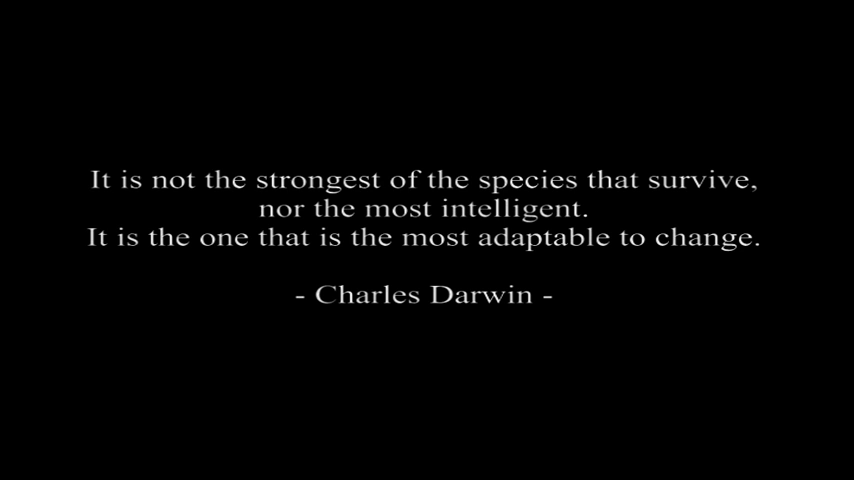 It is not the strongest of the species that survive,
nor the most intelligent.
It is the one that is the most adaptable to change.
- Charles Darwin -